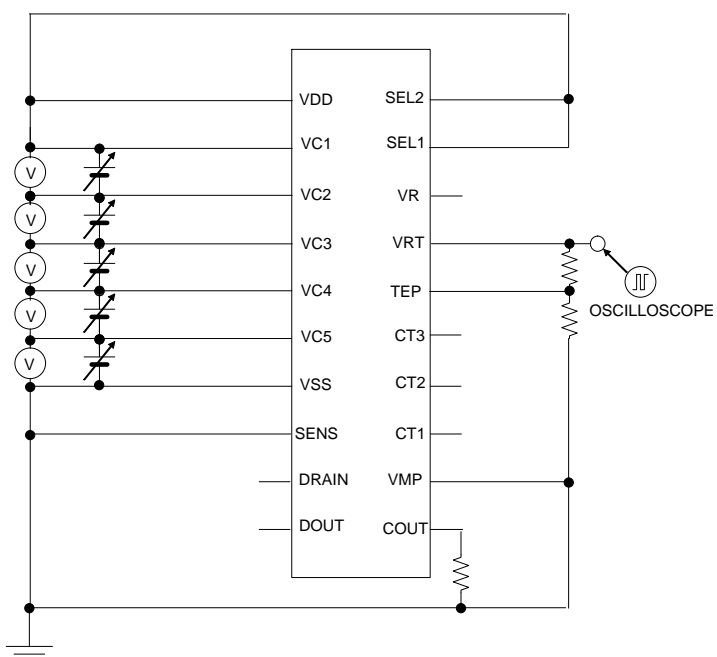 VDD
SEL2
VC1
SEL1
V
VC2
VR
V
VC3
VRT
V
VC4
TEP
OSCILLOSCOPE
V
VC5
CT3
V
VSS
CT2
SENS
CT1
DRAIN
VMP
DOUT
COUT